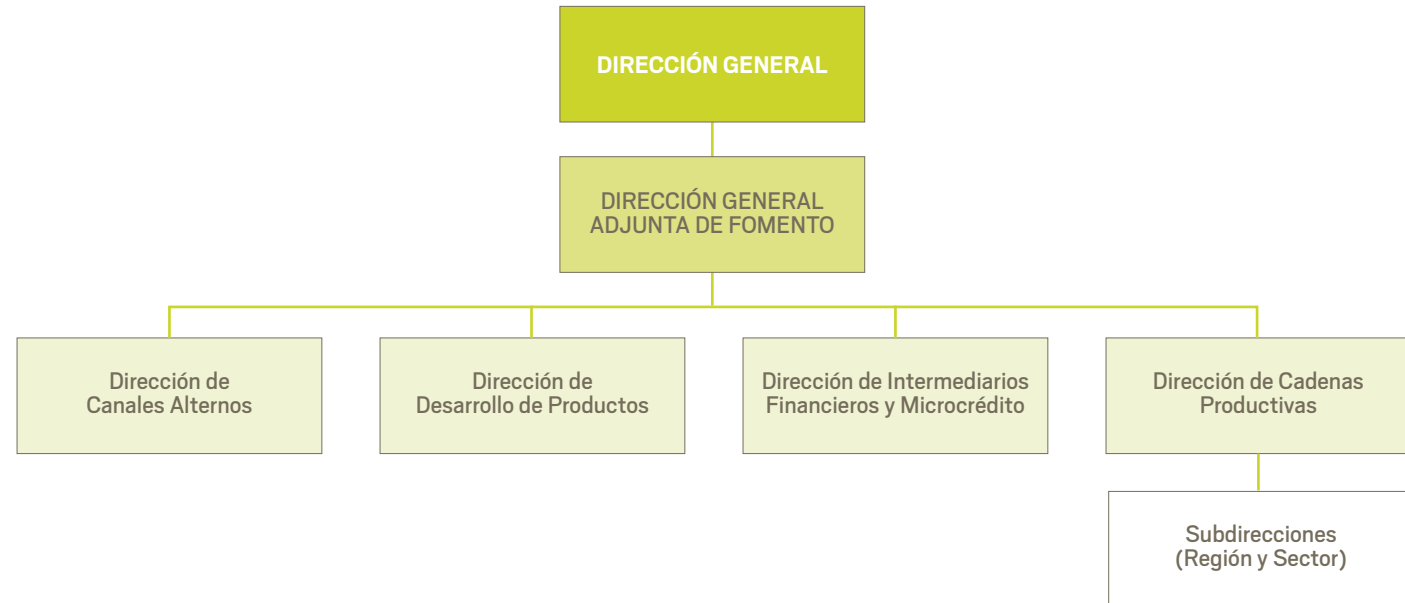 DIRECCIÓN GENERAL
DIRECCIÓN GENERAL
ADJUNTA DE FOMENTO
Dirección de
Canales Alternos
Dirección de
Desarrollo de Productos
Dirección de Intermediarios
Financieros y Microcrédito
Dirección de Cadenas
Productivas
Subdirecciones
(Región y Sector)